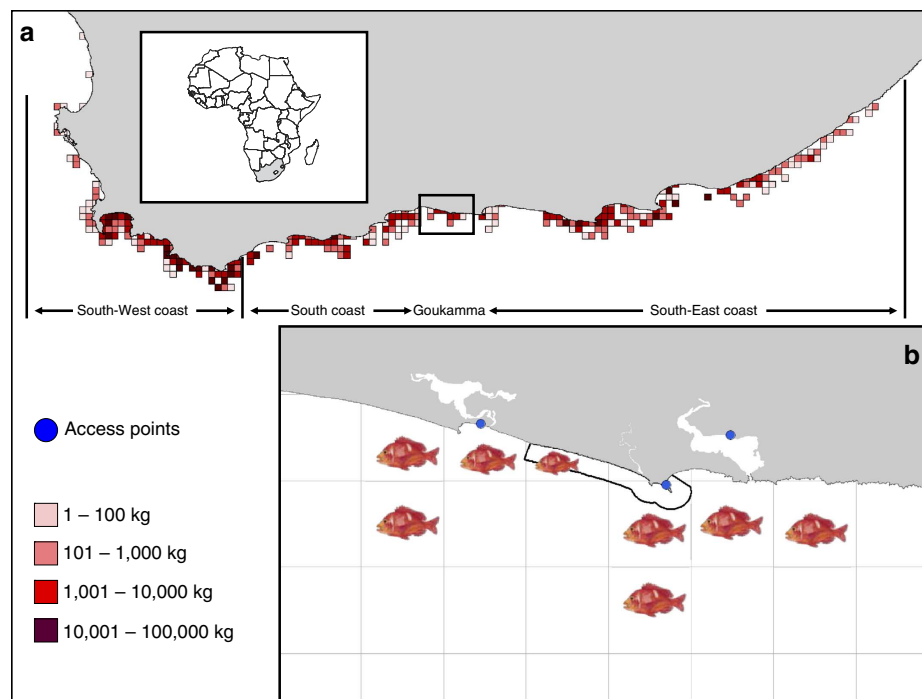 a
South-West coast
South coast
Goukamma
South-East coast
b
Access points
1 – 100 kg
101 – 1,000 kg
1,001 – 10,000 kg
10,001 – 100,000 kg